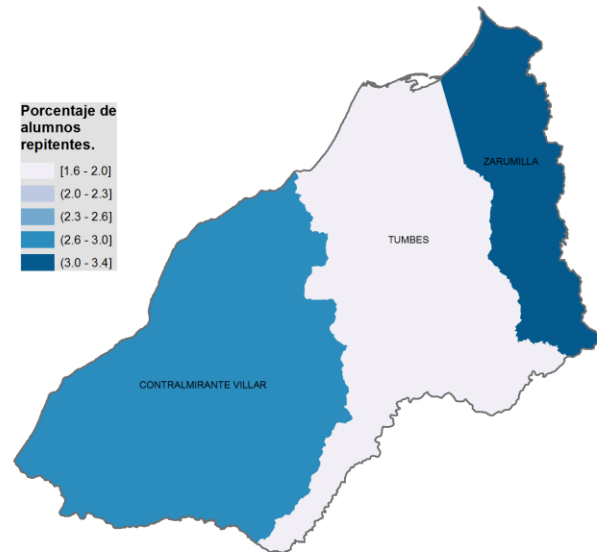 Porcentaje de
alumnos
repitentes.
[1.6 - 2.0]
(2.0 - 2.3]
(2.3 - 2.6]
(2.6 - 3.0]
(3.0 - 3.4]
ZARUMILLA
TUMBES
CONTRALMIRANTE VILLAR